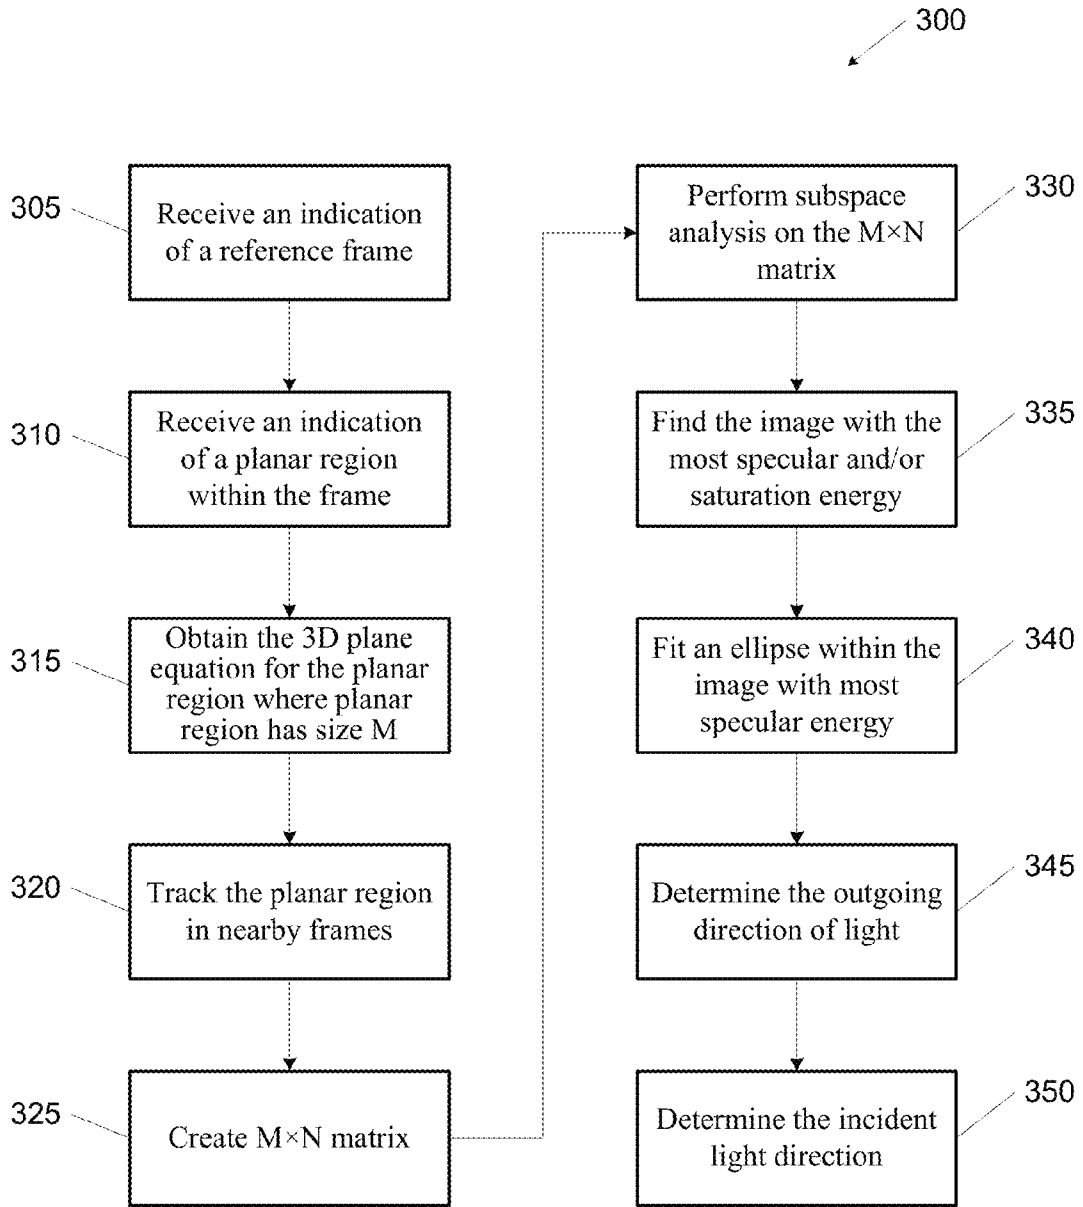 300
305
Receive an indication
of a reference frame
310
Receive an indication
of a planar region
within the frame
315
Obtain the 3D plane
equation for the planar
region where planar
region has size M
320
Track the planar region
in nearby frames
325
Create M×N matrix
330
Perform subspace
analysis on the M×N
matrix
335
Find the image with the
most specular and/or
saturation energy
340
Fit an ellipse within the
image with most
specular energy
345
Determine the outgoing
direction of light
350
Determine the incident
light direction